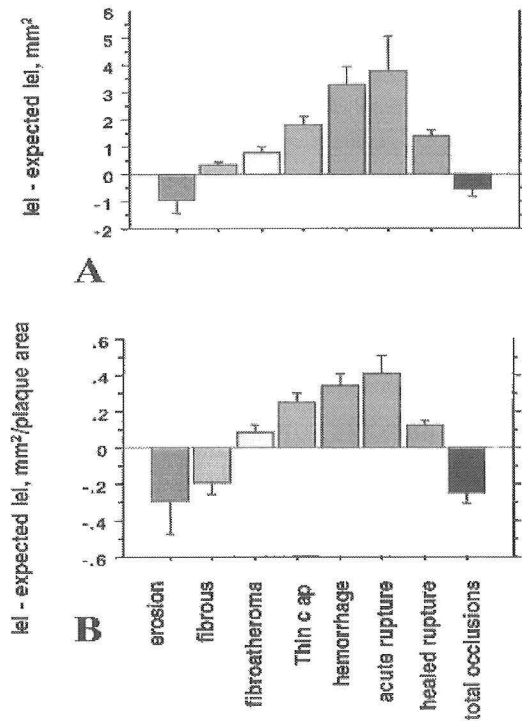 lel - expected lel, mm²
6
5
4
3
2
1
0
-1
-2
A
lel - expected lel, mm²/plaque area
.6
.4
.2
0
-.2
-.4
-.6
B
erosion
fibrous
fibroatheroma
Thin c ap
hemorrhage
acute rupture
healed rupture
total occlusions